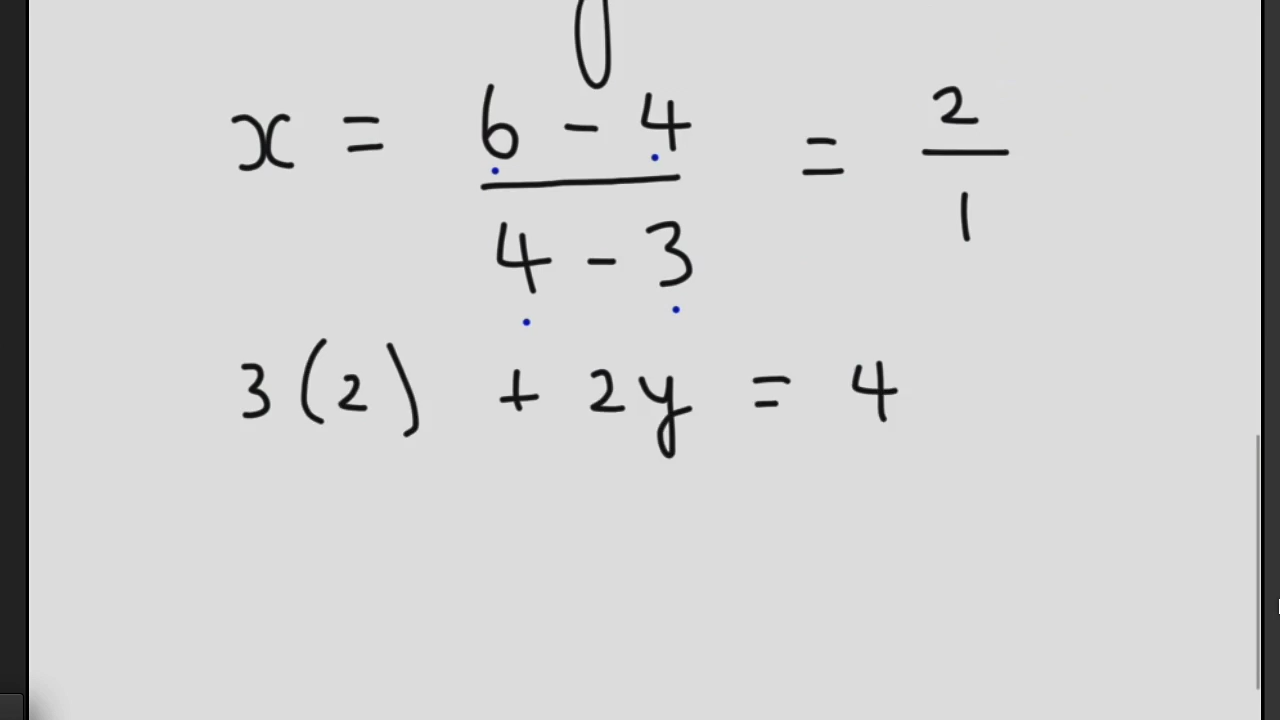 x = 6 - 4 / 4 - 3 = 2 / 1
3(2) + 2y = 4